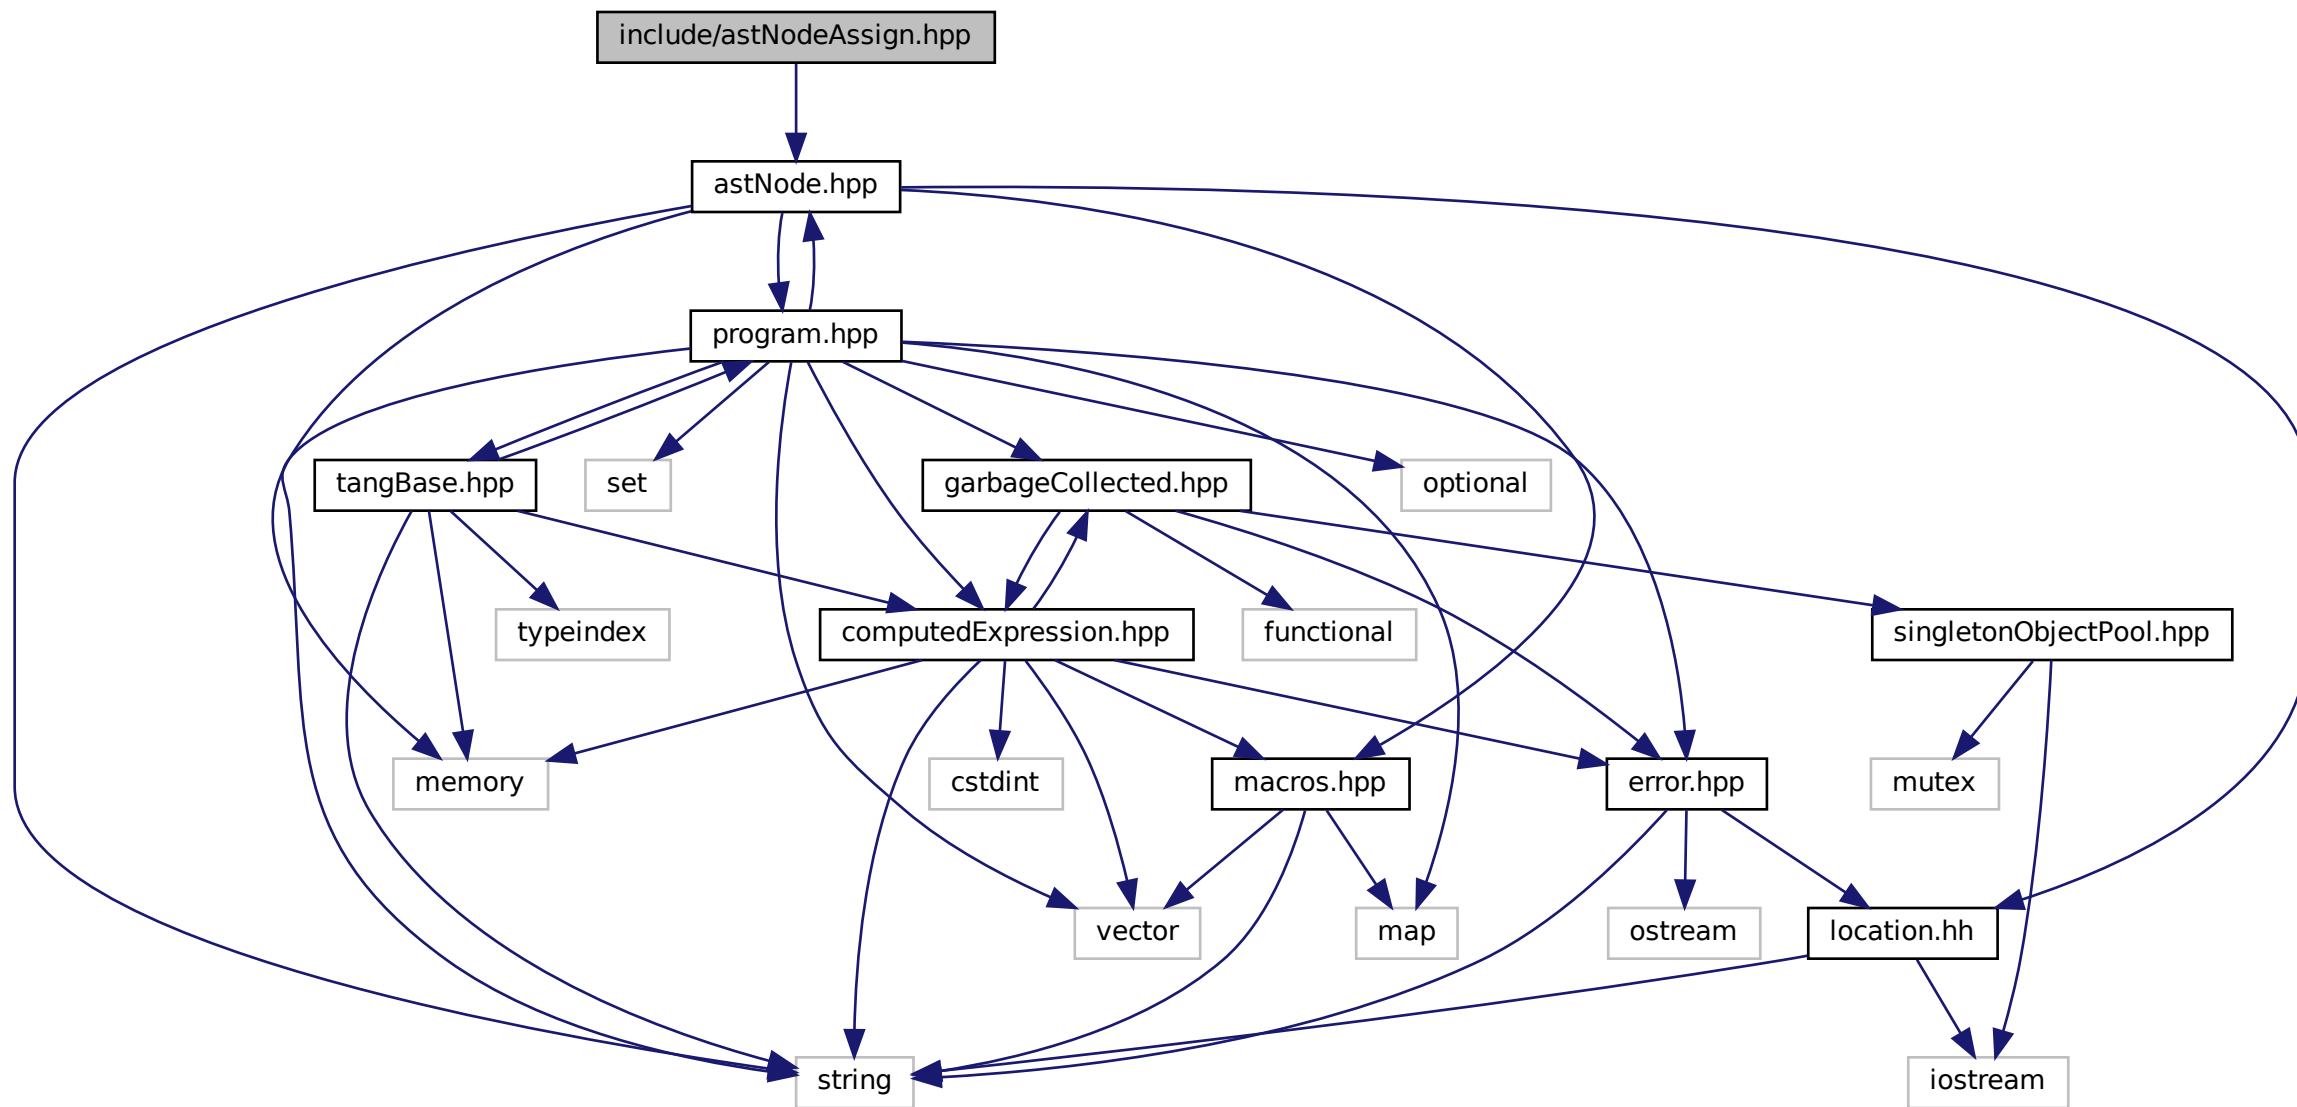 include/astNodeAssign.hpp
astNode.hpp
program.hpp
tangBase.hpp
set
garbageCollected.hpp
optional
typeindex
computedExpression.hpp
functional
singletonObjectPool.hpp
memory
cstdint
macros.hpp
error.hpp
mutex
vector
map
ostream
location.hh
string
iostream